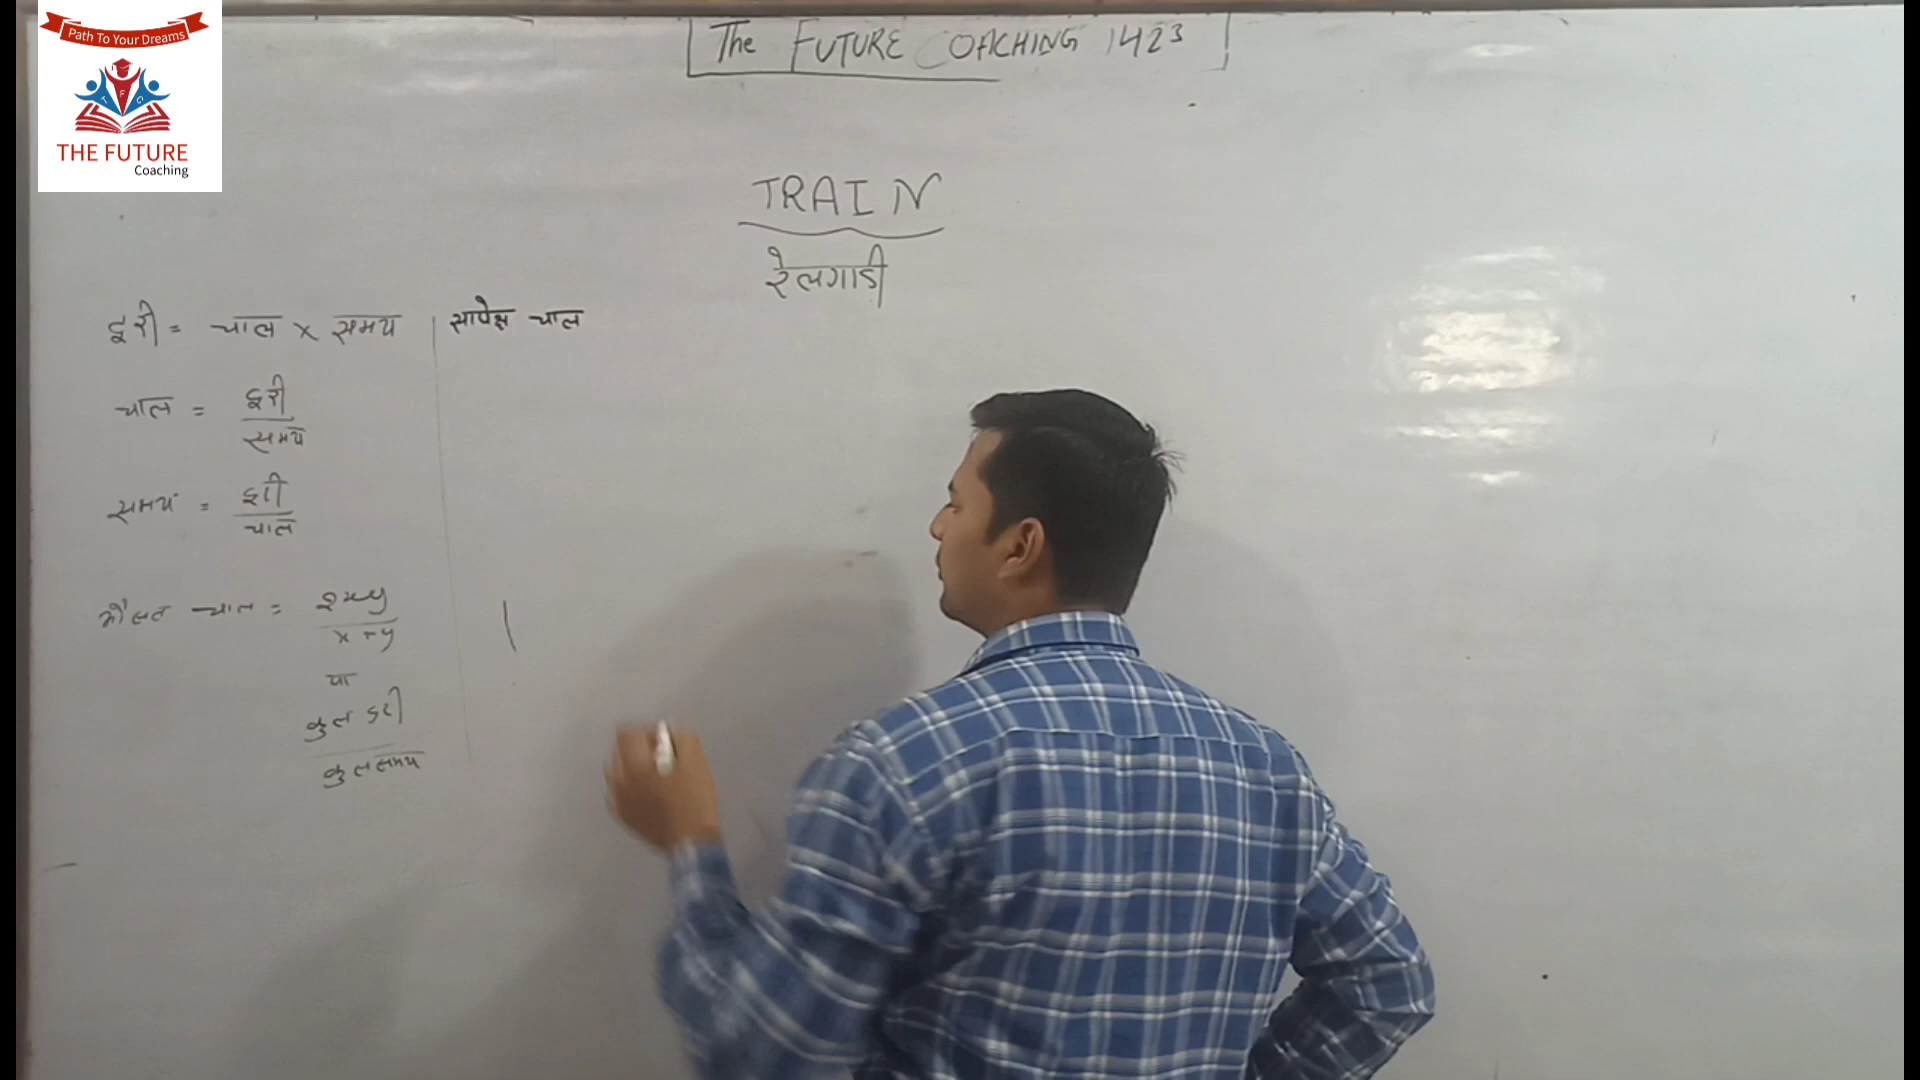 Path To Your Dreams
T F C
THE FUTURE
Coaching
The FUTURE COACHING 1423
TRAIN
रेलगाडी
दूरी = चाल x समय
चाल = दूरी
समय
समय = दूरी
चाल
औसत चाल = 2xy
x + y
या
कुल दूरी
कुल समय
सापेक्ष चाल